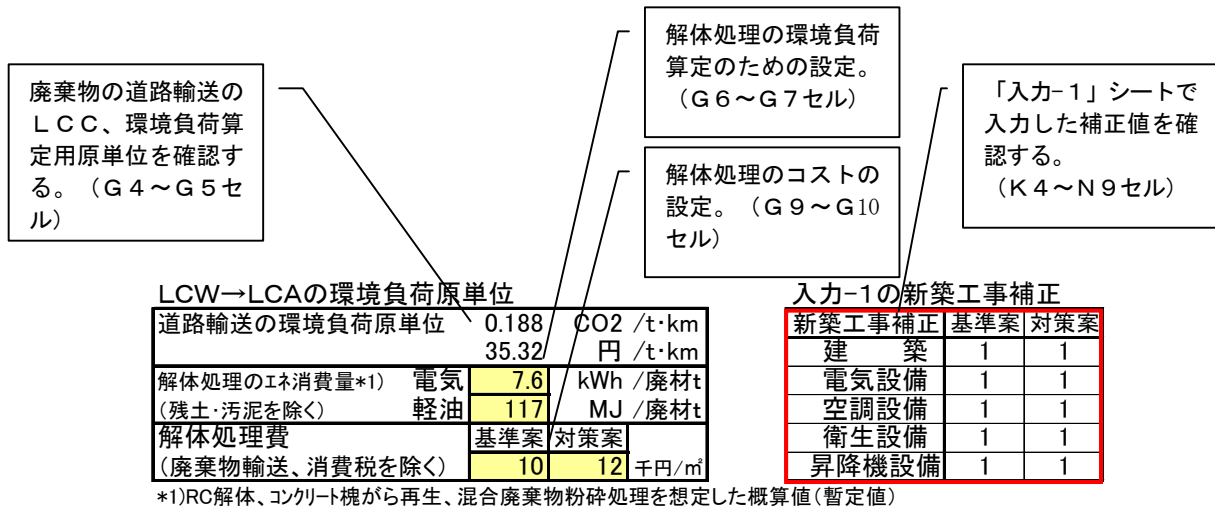 廃棄物の道路輸送の
ＬＣＣ、環境負荷算
定用原単位を確認す
る。（Ｇ４～Ｇ５セ
ル）
解体処理の環境負荷
算定のための設定。
（Ｇ６～Ｇ７セル）
解体処理のコストの
設定。（Ｇ９～Ｇ10
セル）
「入力-１」シートで
入力した補正値を確
認する。
（Ｋ４～Ｎ９セル）
LCW→LCAの環境負荷原単位
道路輸送の環境負荷原単位 0.188 CO2 /t･km
35.32 円 /t･km
解体処理のｴﾈ消費量*1) 電気 7.6 kWh /廃材t
(残土･汚泥を除く) 軽油 117 MJ /廃材t
解体処理費 基準案 対策案
(廃棄物輸送、消費税を除く) 10 12 千円/㎡
*1)RC解体、ｺﾝｸﾘｰﾄ塊がら再生、混合廃棄物粉砕処理を想定した概算値(暫定値)
入力-1の新築工事補正
新築工事補正 基準案 対策案
建　　築 1 1
電気設備 1 1
空調設備 1 1
衛生設備 1 1
昇降機設備 1 1